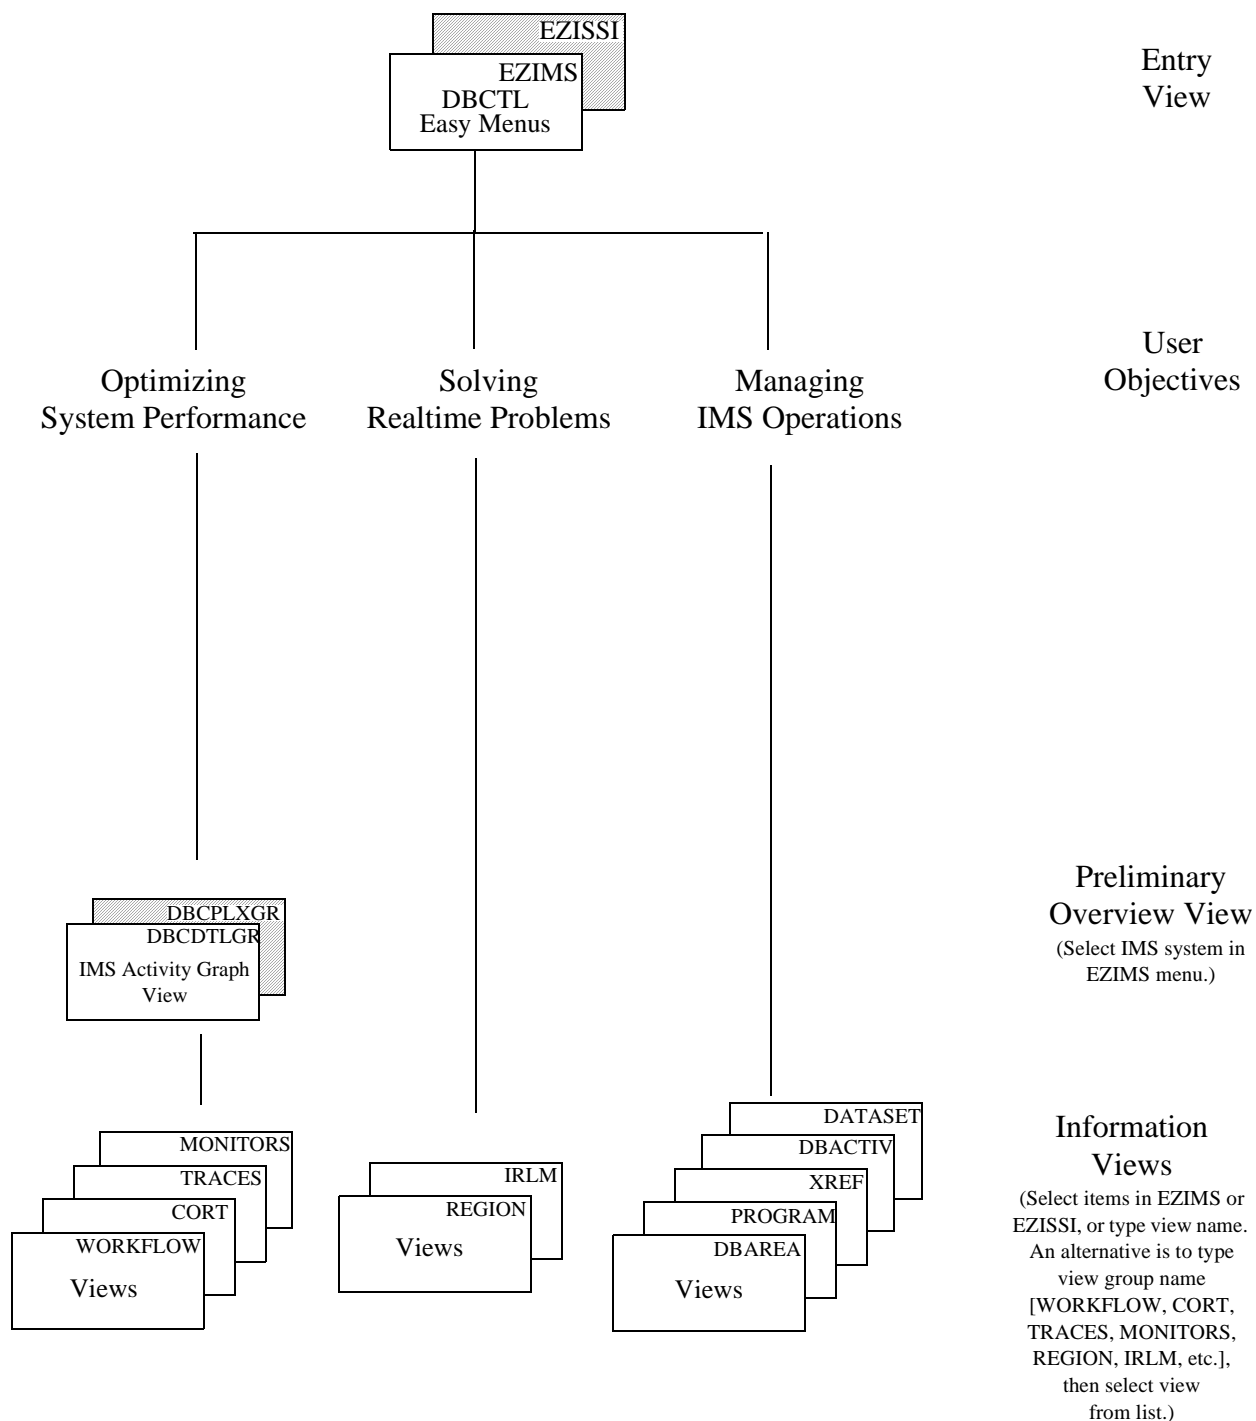 EZISSI
EZIMS
DBCTL
Easy Menus
Entry
View
User
Objectives
Optimizing
System Performance
Solving
Realtime Problems
Managing
IMS Operations
Preliminary
Overview View
(Select IMS system in
EZIMS menu.)
DBCPLXGR
DBCDTLGR
IMS Activity Graph
View
MONITORS
TRACES
CORT
WORKFLOW
Views
IRLM
REGION
Views
DATASET
DBACTIV
XREF
PROGRAM
DBAREA
Views
Information
Views
(Select items in EZIMS or
EZISSI, or type view name.
An alternative is to type
view group name
[WORKFLOW, CORT,
TRACES, MONITORS,
REGION, IRLM, etc.],
then select view
from list.)